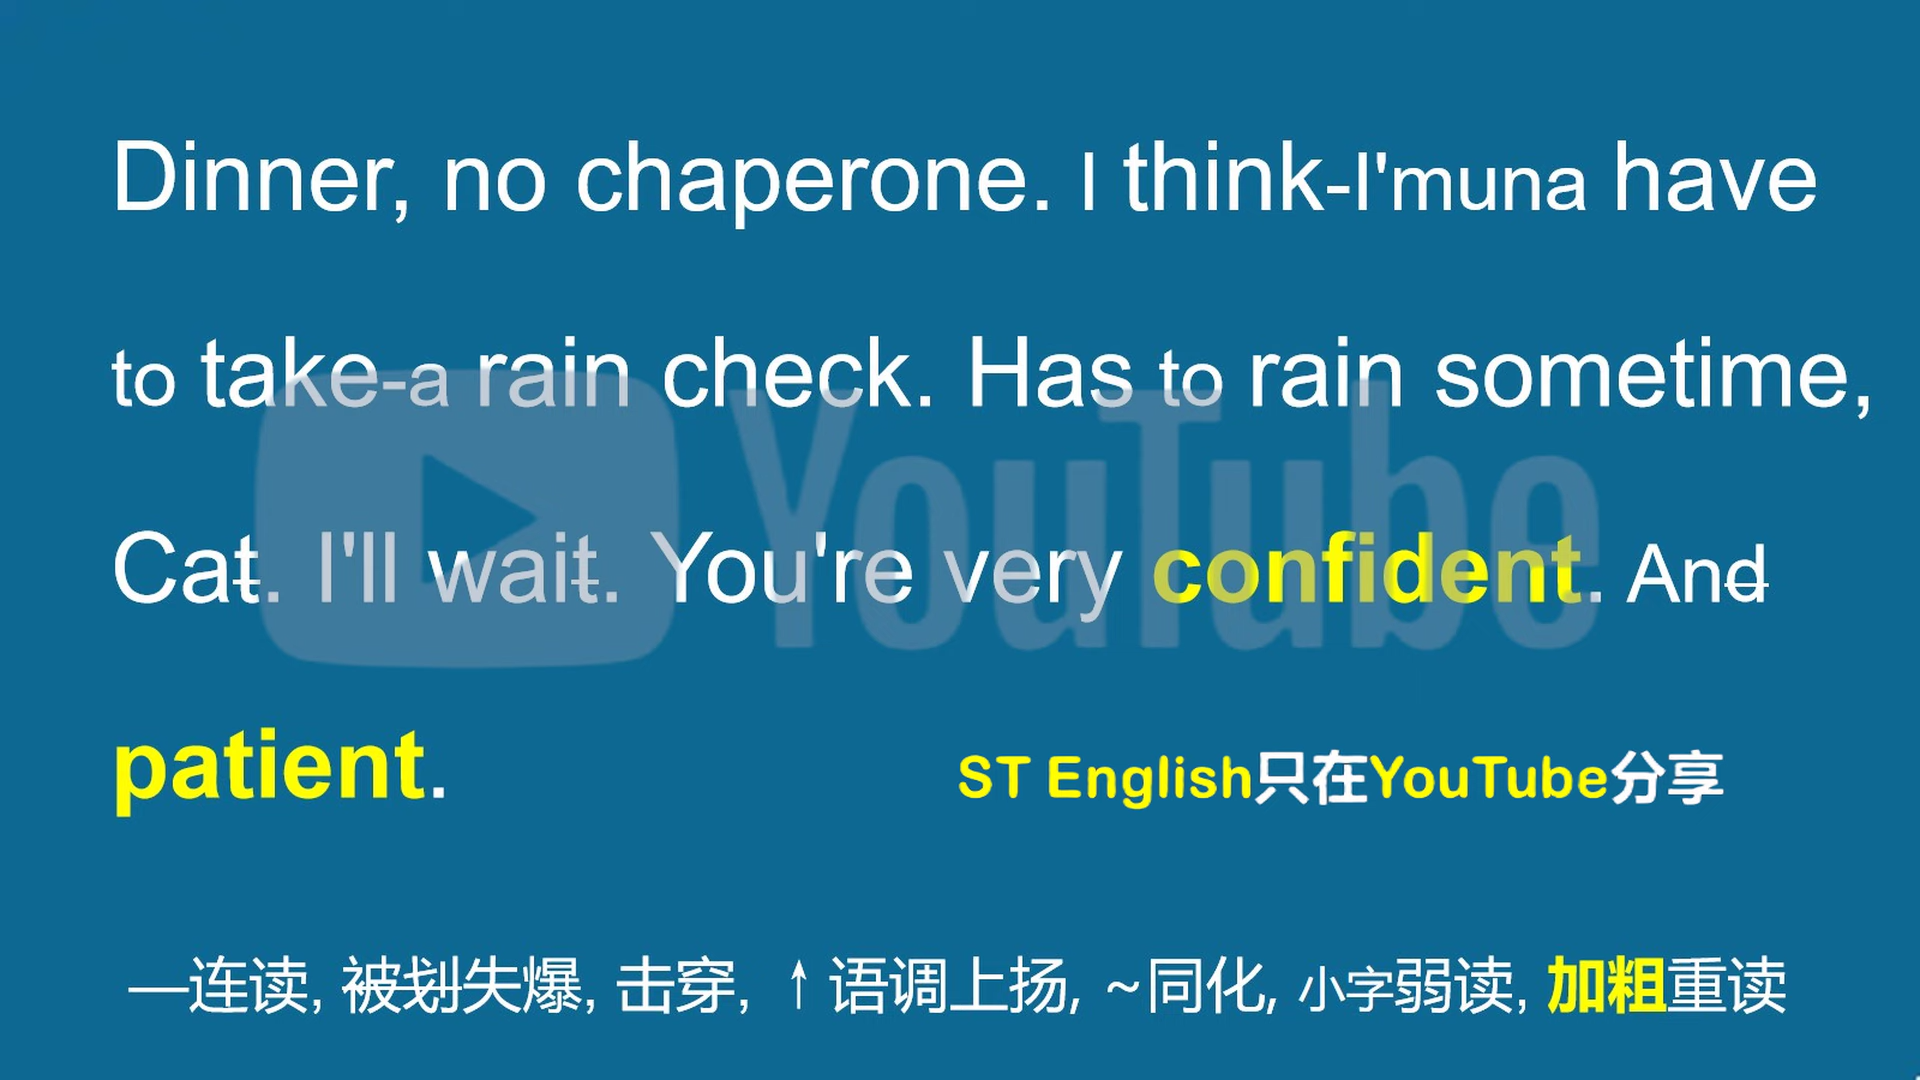 Dinner, no chaperone. I think-I'muna have
to take-a rain check. Has to rain sometime,
Cat. I'll wait. You're very confident. And
patient.
ST English只在YouTube分享
YouTube
—连读, 被划失爆, 击穿, ↑语调上扬, ~同化, 小字弱读, 加粗重读